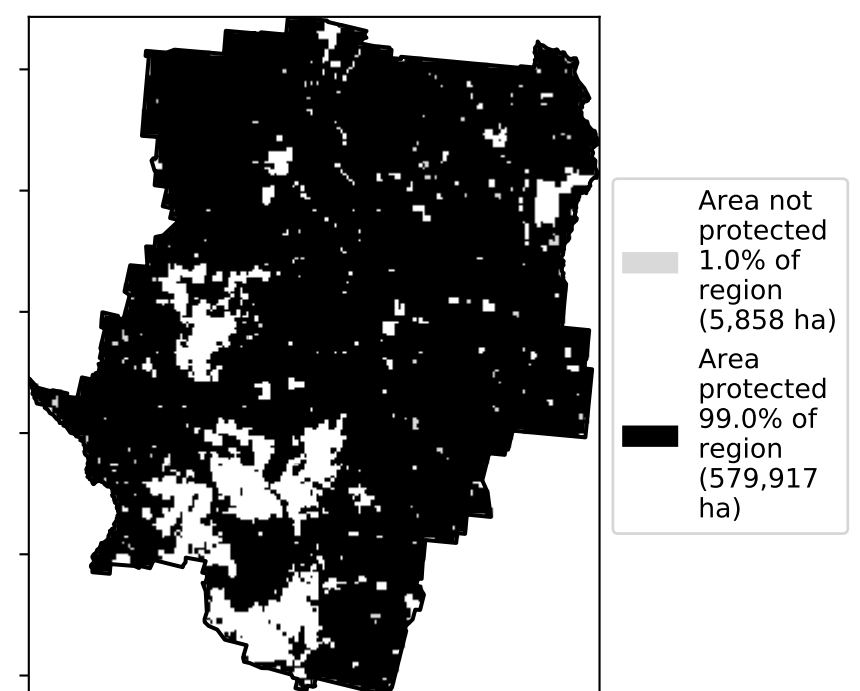 Area not
protected
1.0% of
region
(5,858 ha)
Area
protected
99.0% of
region
(579,917
ha)